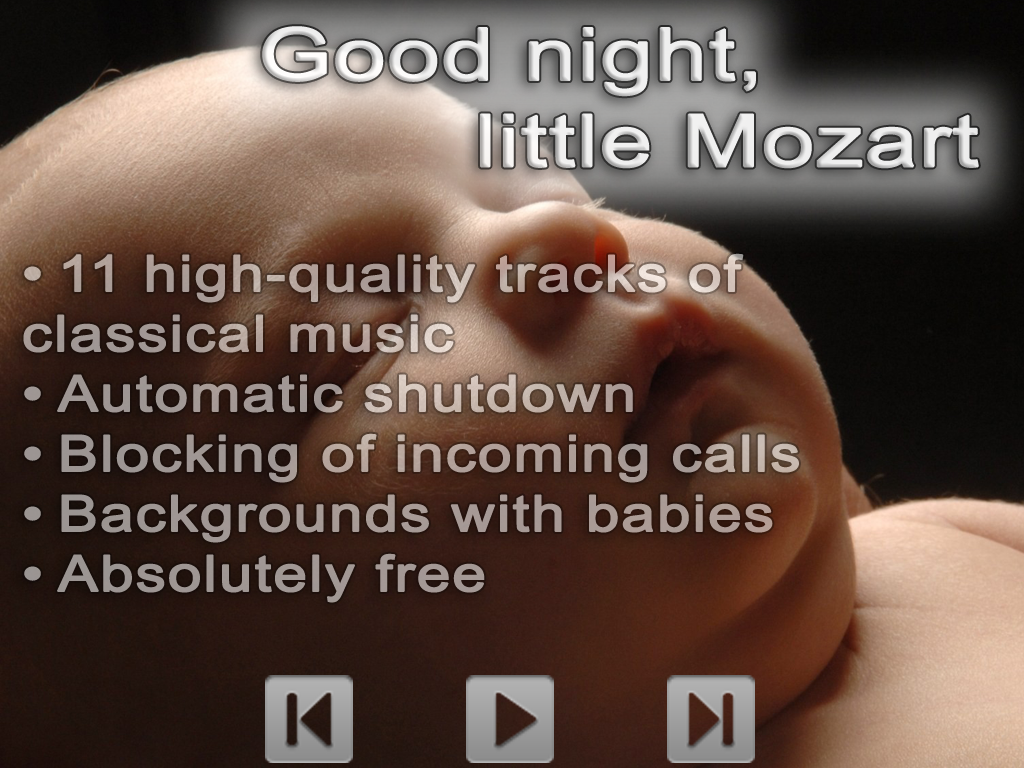 Good night,
little Mozart
• 11 high-quality tracks of
classical music
• Automatic shutdown
• Blocking of incoming calls
• Backgrounds with babies
• Absolutely free